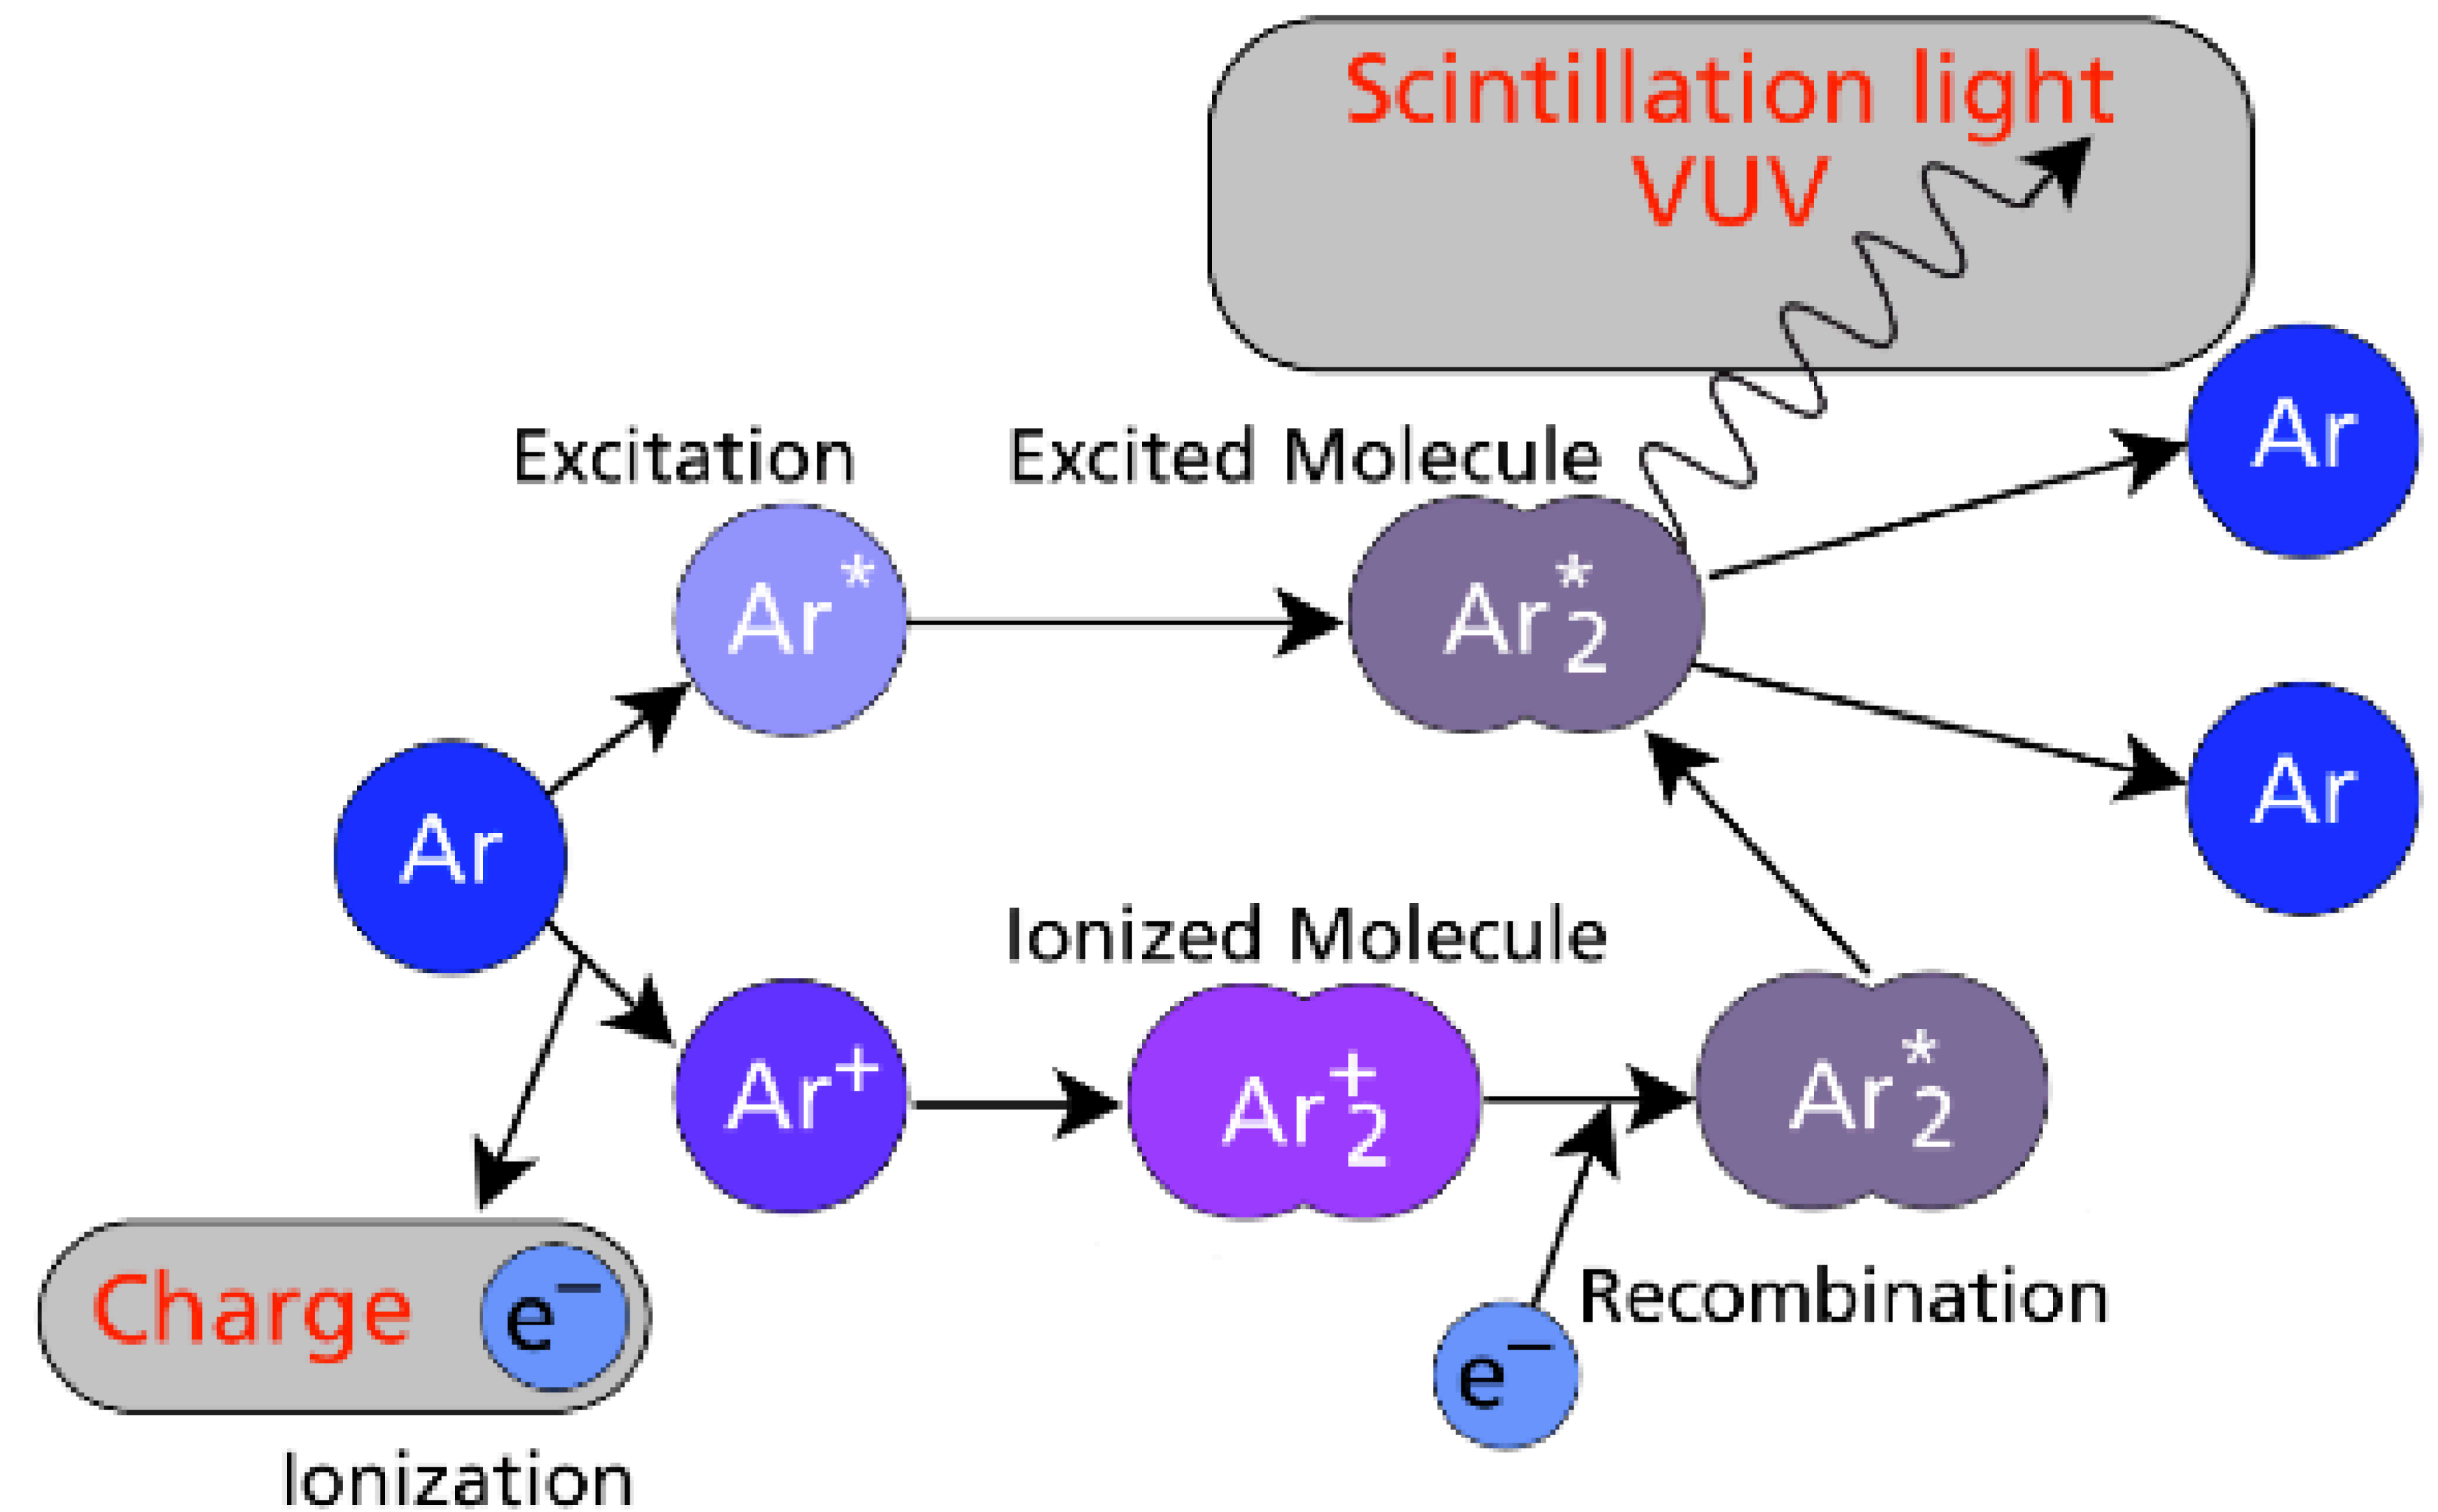 Scintillation light
VUV
Excitation
Excited Molecule
Ar
Ar*
Ar*2
Ar
Ar
Ionized Molecule
Ar+
Ar+2
Ar*2
Charge e−
Recombination
e−
Ionization